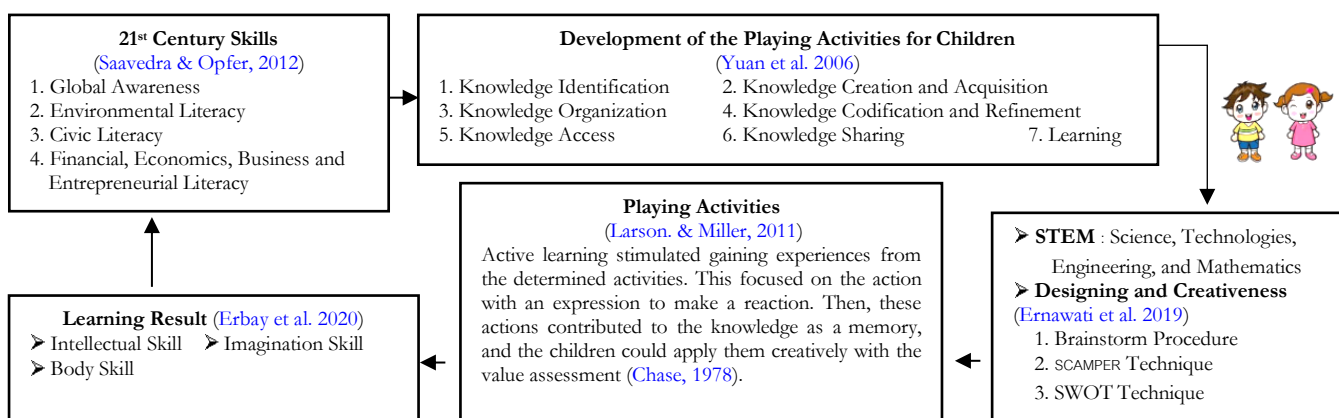 21st Century Skills
(Saavedra & Opfer, 2012)
1. Global Awareness
2. Environmental Literacy
3. Civic Literacy
4. Financial, Economics, Business and
Entrepreneurial Literacy
Development of the Playing Activities for Children
(Yuan et al. 2006)
1. Knowledge Identification 2. Knowledge Creation and Acquisition
3. Knowledge Organization 4. Knowledge Codification and Refinement
5. Knowledge Access 6. Knowledge Sharing 7. Learning
➤ STEM : Science, Technologies,
Engineering, and Mathematics
➤ Designing and Creativeness
(Ernawati et al. 2019)
1. Brainstorm Procedure
2. SCAMPER Technique
3. SWOT Technique
Playing Activities
(Larson. & Miller, 2011)
Active learning stimulated gaining experiences from
the determined activities. This focused on the action
with an expression to make a reaction. Then, these
actions contributed to the knowledge as a memory,
and the children could apply them creatively with the
value assessment (Chase, 1978).
Learning Result (Erbay et al. 2020)
➤ Intellectual Skill ➤ Imagination Skill
➤ Body Skill